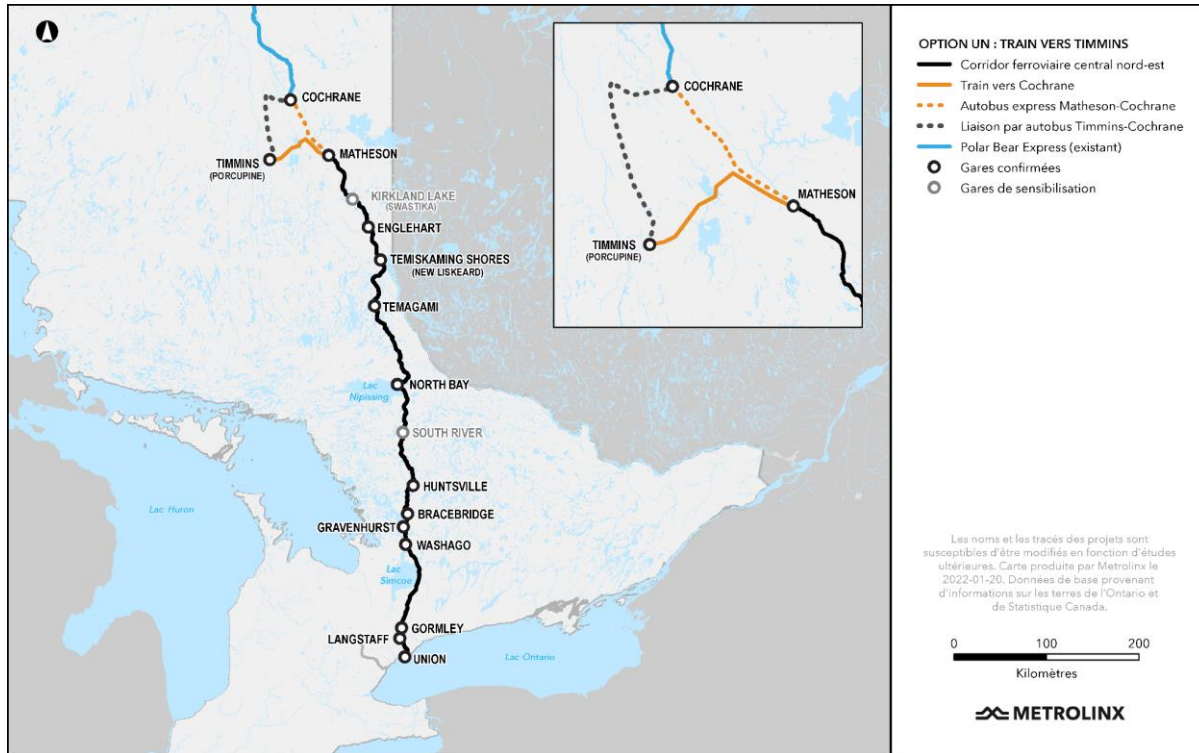 COCHRANE
TIMMINS
(PORCUPINE)
MATHESON
KIRKLAND LAKE
(SWASTIKA)
ENGLEHART
TEMISKAMING SHORES
(NEW LISKEARD)
TEMAGAMI
Lac
Nipissing
NORTH BAY
SOUTH RIVER
HUNTSVILLE
BRACEBRIDGE
GRAVENHURST
WASHAGO
Lac Huron
Lac
Simcoe
GORMLEY
LANGSTAFF
UNION
Lac Ontario
COCHRANE
MATHESON
TIMMINS
(PORCUPINE)
OPTION UN : TRAIN VERS TIMMINS
Corridor ferroviaire central nord-est
Train vers Cochrane
Autobus express Matheson-Cochrane
Liaison par autobus Timmins-Cochrane
Polar Bear Express (existant)
Gares confirmées
Gares de sensibilisation
Les noms et les tracés des projets sont
susceptibles d'être modifiés en fonction d'études
ultérieures. Carte produite par Metrolinx le
2022-01-20. Données de base provenant
d'informations sur les terres de l'Ontario et
de Statistique Canada.
0 100 200
Kilomètres
METROLINX